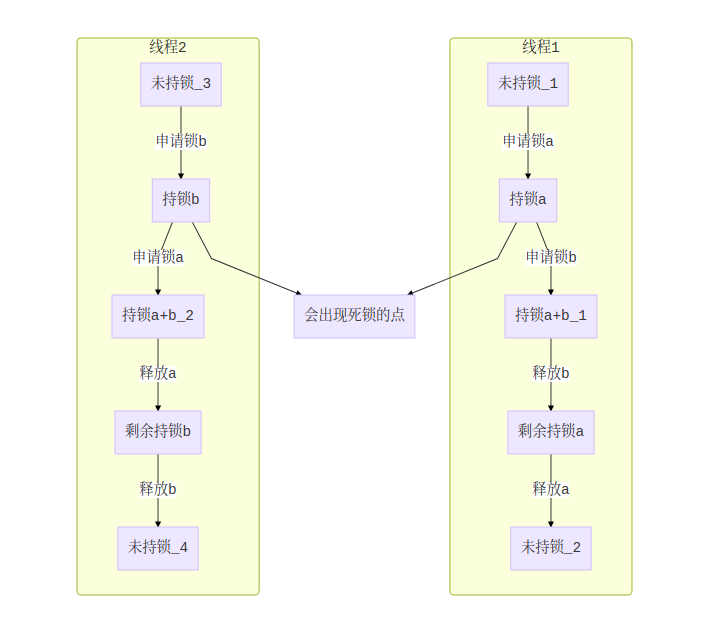 线程2
未持锁_3
申请锁b
持锁b
申请锁a
持锁a+b_2
释放a
剩余持锁b
释放b
未持锁_4
会出现死锁的点
线程1
未持锁_1
申请锁a
持锁a
申请锁b
持锁a+b_1
释放b
剩余持锁a
释放a
未持锁_2